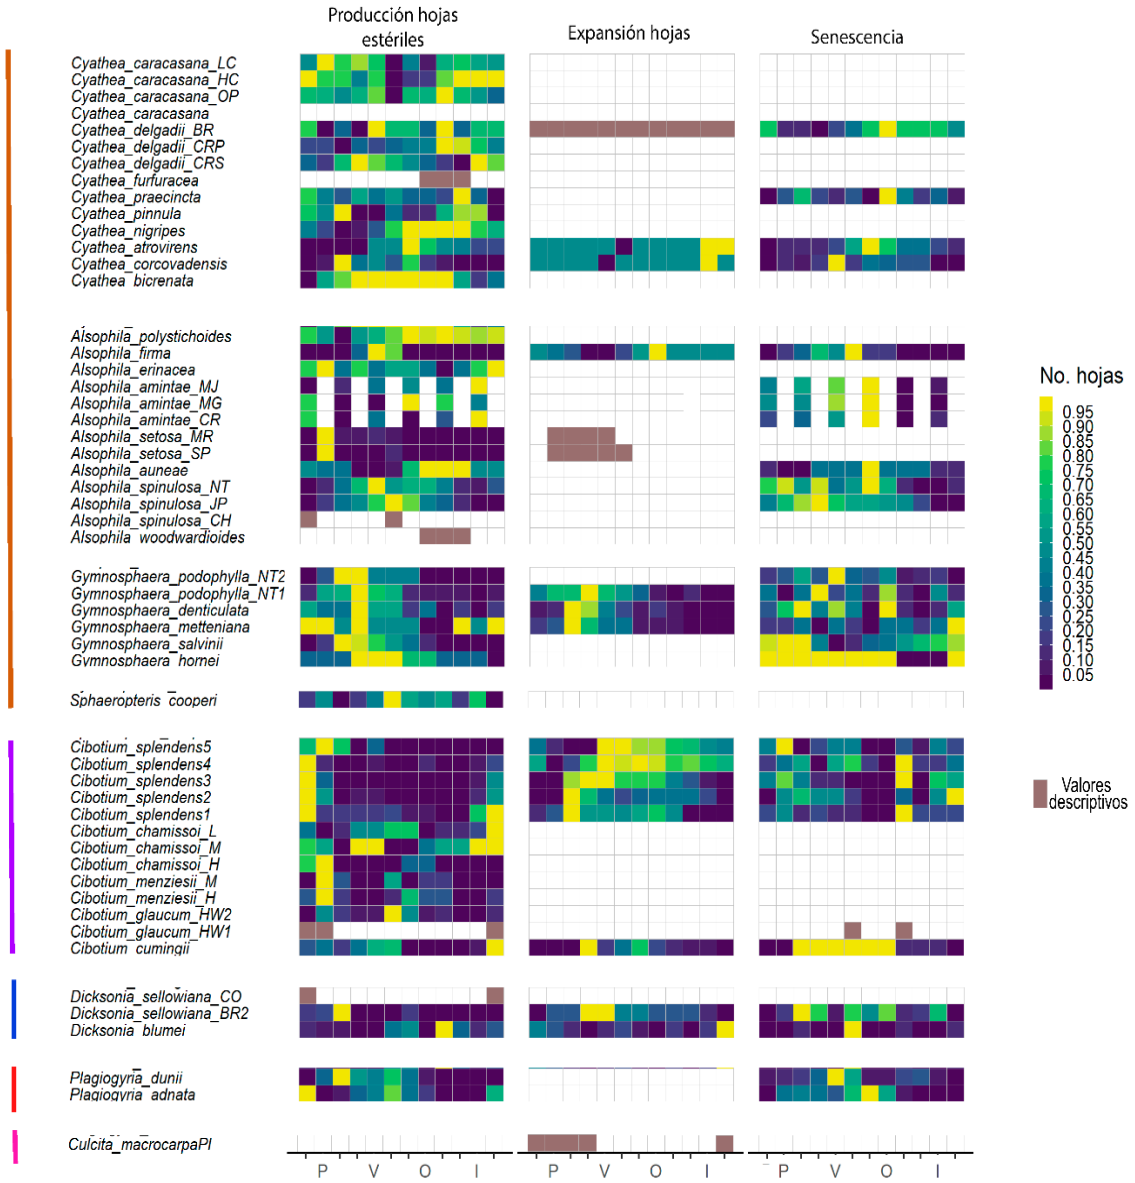 Producción hojas
estériles
Expansión hojas
Senescencia
Cyathea_caracasana_LC
Cyathea_caracasana_HC
Cyathea_caracasana_OP
Cyathea_caracasana
Cyathea_delgadii_BR
Cyathea_delgadii_CRP
Cyathea_delgadii_CRS
Cyathea_furfuracea
Cyathea_praecincta
Cyathea_pinnula
Cyathea_nigripes
Cyathea_atrovirens
Cyathea_corcovadensis
Cyathea_bicrenata
Alsophila_polystichoides
Alsophila_firma
Alsophila_erinacea
Alsophila_amintae_MJ
Alsophila_amintae_MG
Alsophila_amintae_CR
Alsophila_setosa_MR
Alsophila_setosa_SP
Alsophila_auneae
Alsophila_spinulosa_NT
Alsophila_spinulosa_JP
Alsophila_spinulosa_CH
Alsophila_woodwardioides
Gymnosphaera_podophylla_NT2
Gymnosphaera_podophylla_NT1
Gymnosphaera_denticulata
Gymnosphaera_metteniana
Gymnosphaera_salvinii
Gymnosphaera_hornei
Sphaeropteris_cooperi
Cibotium_splendens5
Cibotium_splendens4
Cibotium_splendens3
Cibotium_splendens2
Cibotium_splendens1
Cibotium_chamissoi_L
Cibotium_chamissoi_M
Cibotium_chamissoi_H
Cibotium_menziesii_M
Cibotium_menziesii_H
Cibotium_glaucum_HW2
Cibotium_glaucum_HW1
Cibotium_cumingii
Dicksonia_sellowiana_CO
Dicksonia_sellowiana_BR2
Dicksonia_blumei
Plagiogyria_dunii
Plagiogyria_adnata
Culcita_macrocarpaPI
P V O I
P V O I
P V O I
No. hojas
0.95
0.90
0.85
0.80
0.75
0.70
0.65
0.60
0.55
0.50
0.45
0.40
0.35
0.30
0.25
0.20
0.15
0.10
0.05
Valores
descriptivos